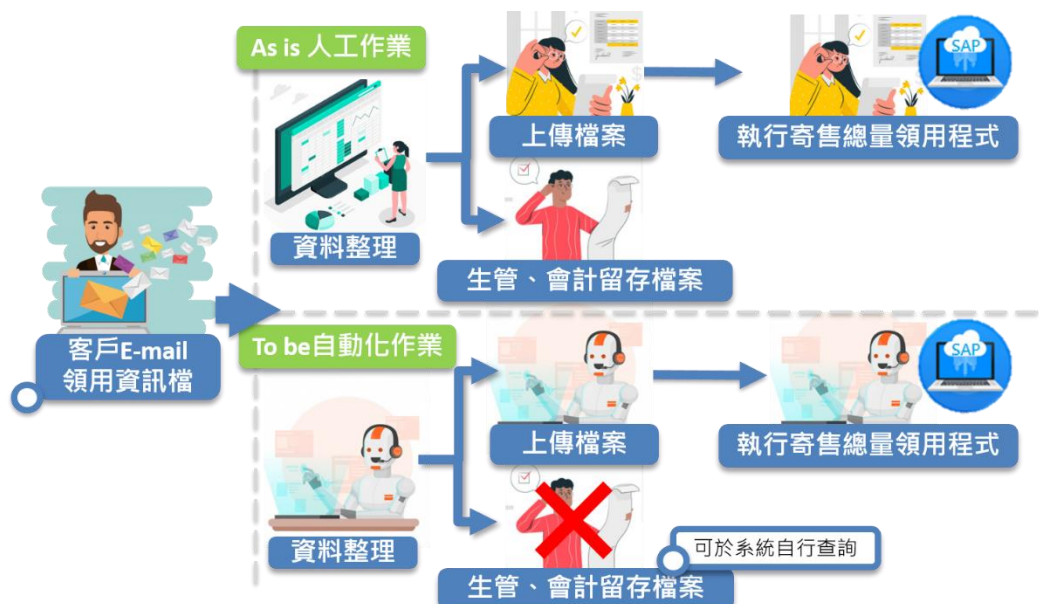 As is 人工作業
SAP
上傳檔案
執行寄售總量領用程式
資料整理
生管、會計留存檔案
客戶E-mail
領用資訊檔
To be自動化作業
SAP
上傳檔案
執行寄售總量領用程式
資料整理
可於系統自行查詢
生管、會計留存檔案